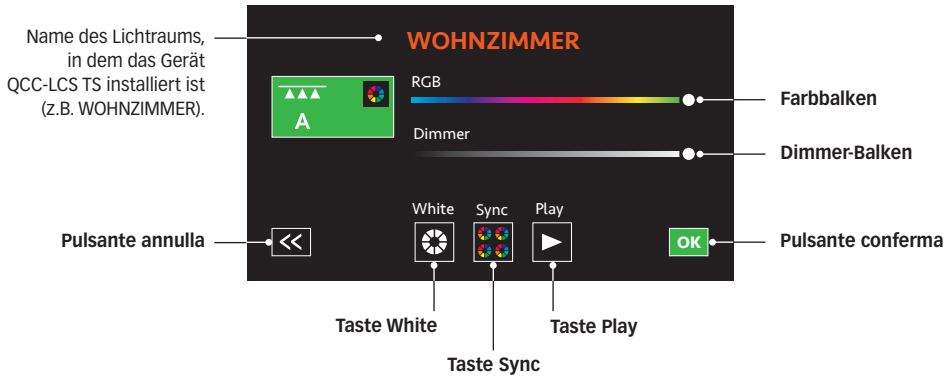 Name des Lichtraums,
in dem das Gerät
QCC-LCS TS installiert ist
(z.B. WOHNZIMMER).
WOHNZIMMER
RGB
A
Farbbalken
Dimmer
Dimmer-Balken
White Sync Play
Pulsante annulla
OK
Pulsante conferma
Taste White
Taste Play
Taste Sync